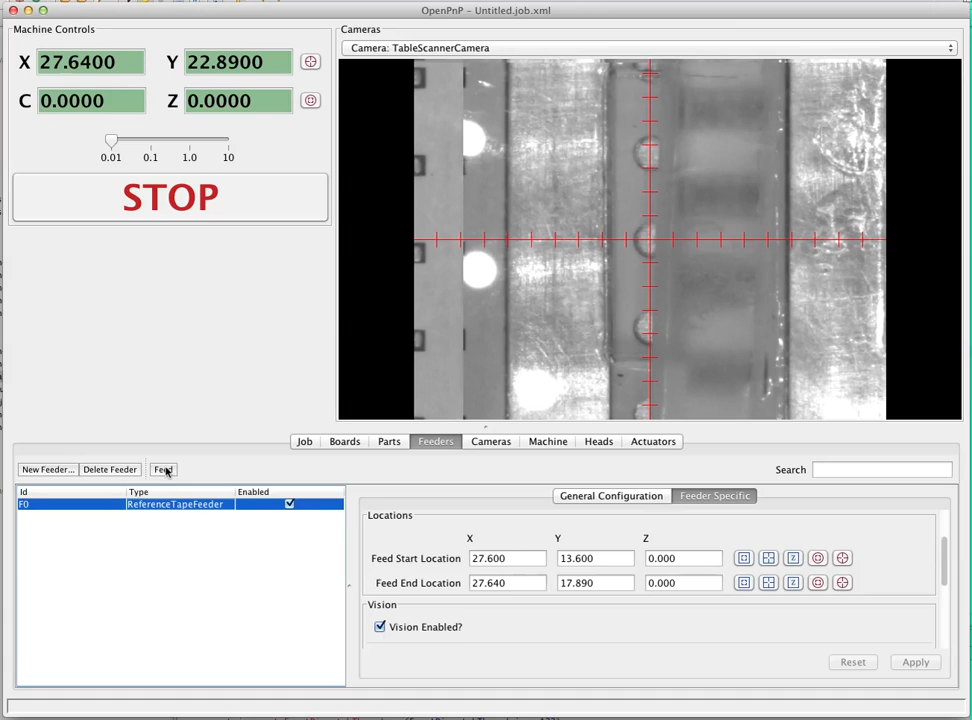 OpenPnP - Untitled.job.xml
Machine Controls
X 27.6400 Y 22.8900
C 0.0000 Z 0.0000
0.01 0.1 1.0 10
STOP
Cameras
Camera: TableScannerCamera
Job Boards Parts Feeders Cameras Machine Heads Actuators
New Feeder... Delete Feeder Feed Search
Id Type Enabled
F0 ReferenceTapeFeeder
General Configuration Feeder Specific
Locations
X Y Z
Feed Start Location 27.600 13.600 0.000
Feed End Location 27.640 17.890 0.000
Vision
Vision Enabled?
Reset Apply